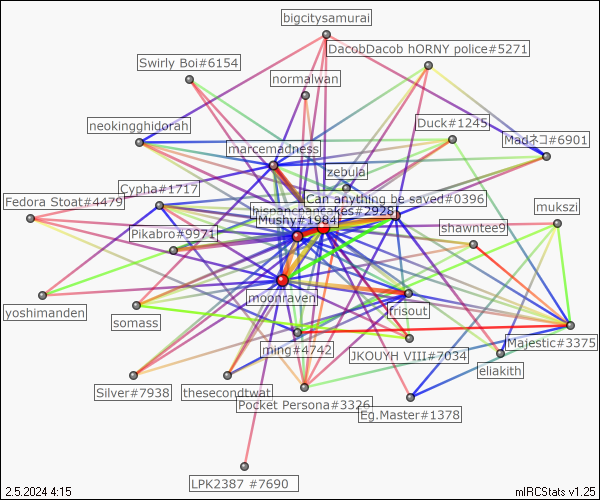 bigcitysamurai
DacobDacob hORNY police#5271
Swirly Boi#6154
normalwan
neokingghidorah
Duck#1245
Madネコ#6901
marcemadness
zebula
Cypha#1717
Can anything be saved#0396
Fedora Stoat#4479
hispanicpancakes#2928
mukszi
Mushy#1984
Pikabro#9971
shawntee9
moonraven
frisout
yoshimanden
somass
ming#4742
JKOUYH VIII#7034
Majestic#3375
eliakith
Silver#7938
thesecondtwat
Pocket Persona#3326
Eg.Master#1378
LPK2387 #7690
2.5.2024 4:15
mIRCStats v1.25